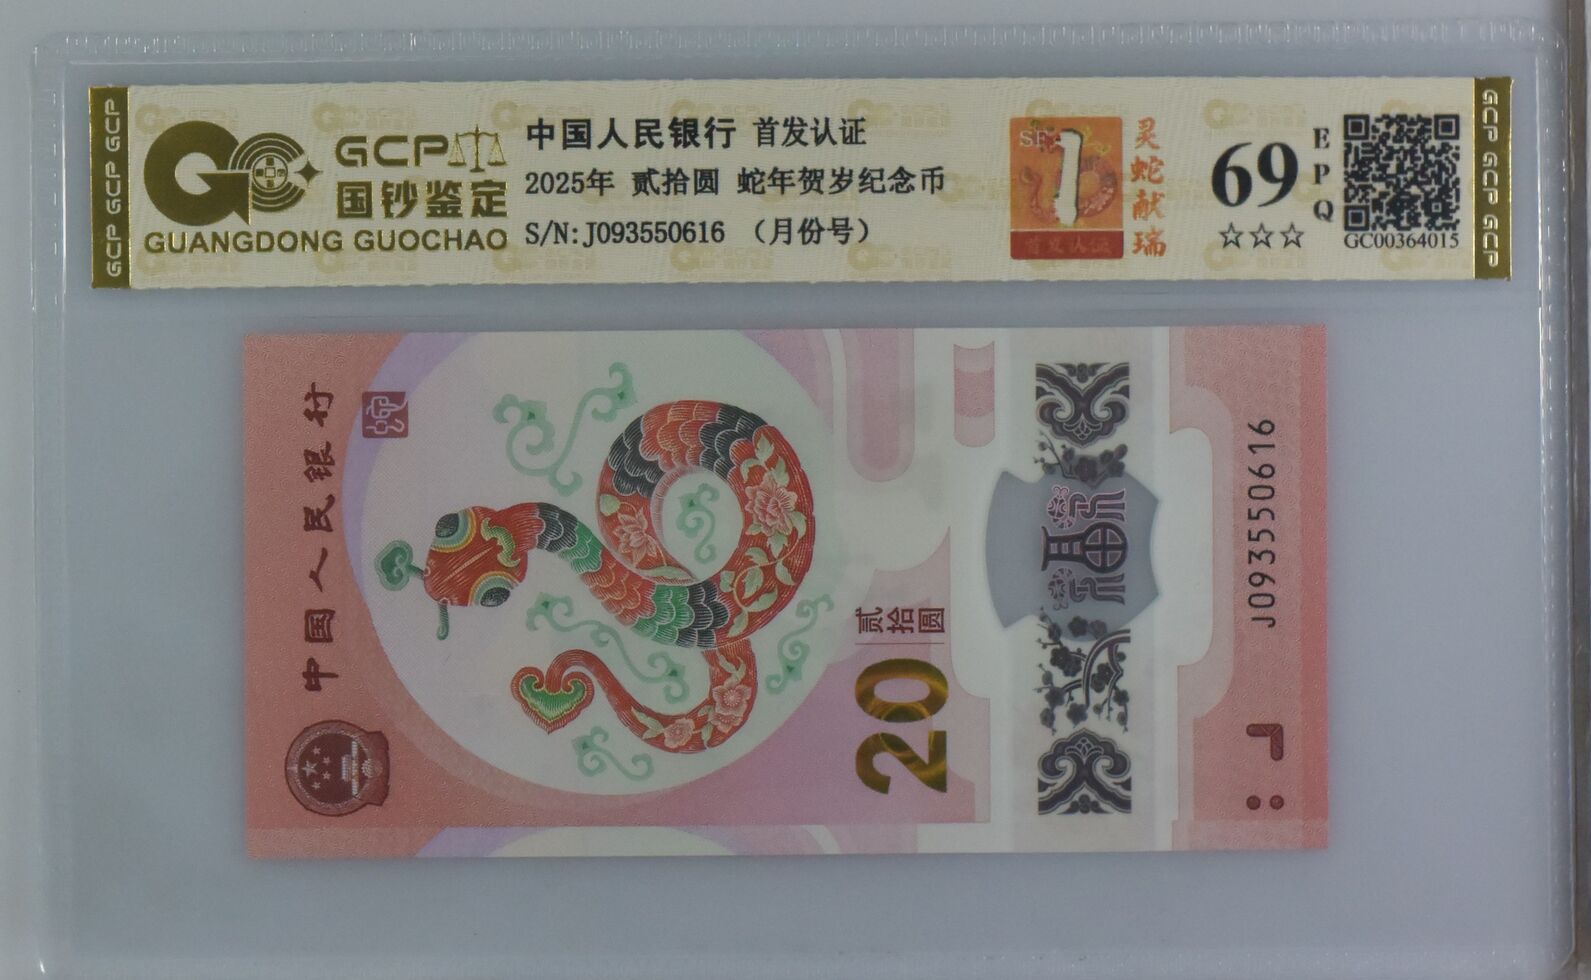 GCP GCP GCP
GCP
国钞鉴定
GUANGDONG GUOCHAO
中国人民银行 首发认证
2025年 贰拾圆 蛇年贺岁纪念币
S/N:J093550616 （月份号）
1
首发认证
灵蛇献瑞
69
EPQ
☆☆☆
GC00364015
GCP GCP GCP
中国人民银行
贰拾圆
20
福
J093550616